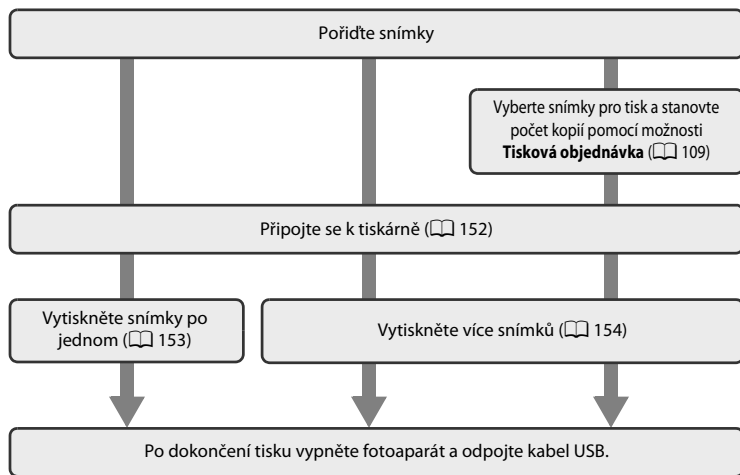 Pořiďte snímky
Vyberte snímky pro tisk a stanovte
počet kopií pomocí možnosti
Tisková objednávka (📖 109)
Připojte se k tiskárně (📖 152)
Vytiskněte snímky po
jednom (📖 153)
Vytiskněte více snímků (📖 154)
Po dokončení tisku vypněte fotoaparát a odpojte kabel USB.